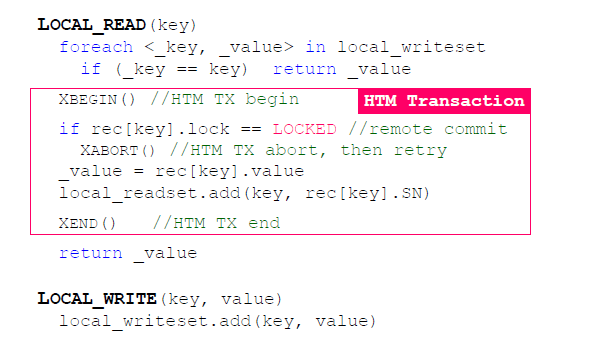 LOCAL_READ(key)
foreach <_key, _value> in local_writeset
if (_key == key) return _value
XBEGIN() //HTM TX begin
HTM Transaction
if rec[key].lock == LOCKED //remote commit
XABORT() //HTM TX abort, then retry
_value = rec[key].value
local_readset.add(key, rec[key].SN)
XEND() //HTM TX end
return _value
LOCAL_WRITE(key, value)
local_writeset.add(key, value)